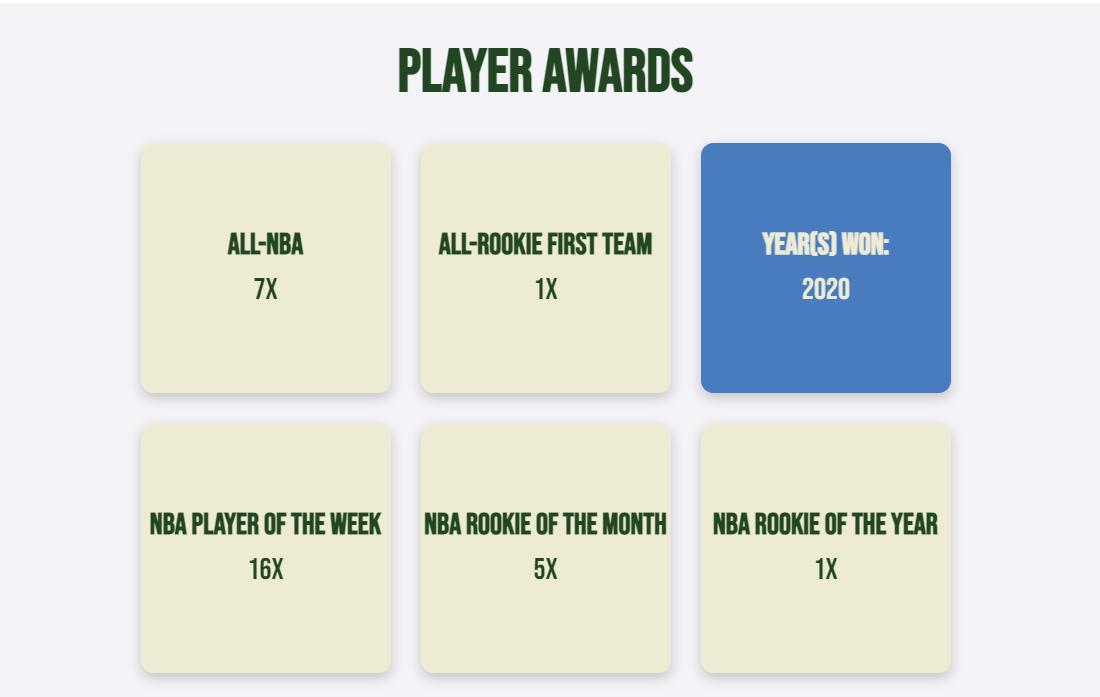 PLAYER AWARDS
ALL-NBA
7X
ALL-ROOKIE FIRST TEAM
1X
YEAR(S) WON:
2020
NBA PLAYER OF THE WEEK
16X
NBA ROOKIE OF THE MONTH
5X
NBA ROOKIE OF THE YEAR
1X